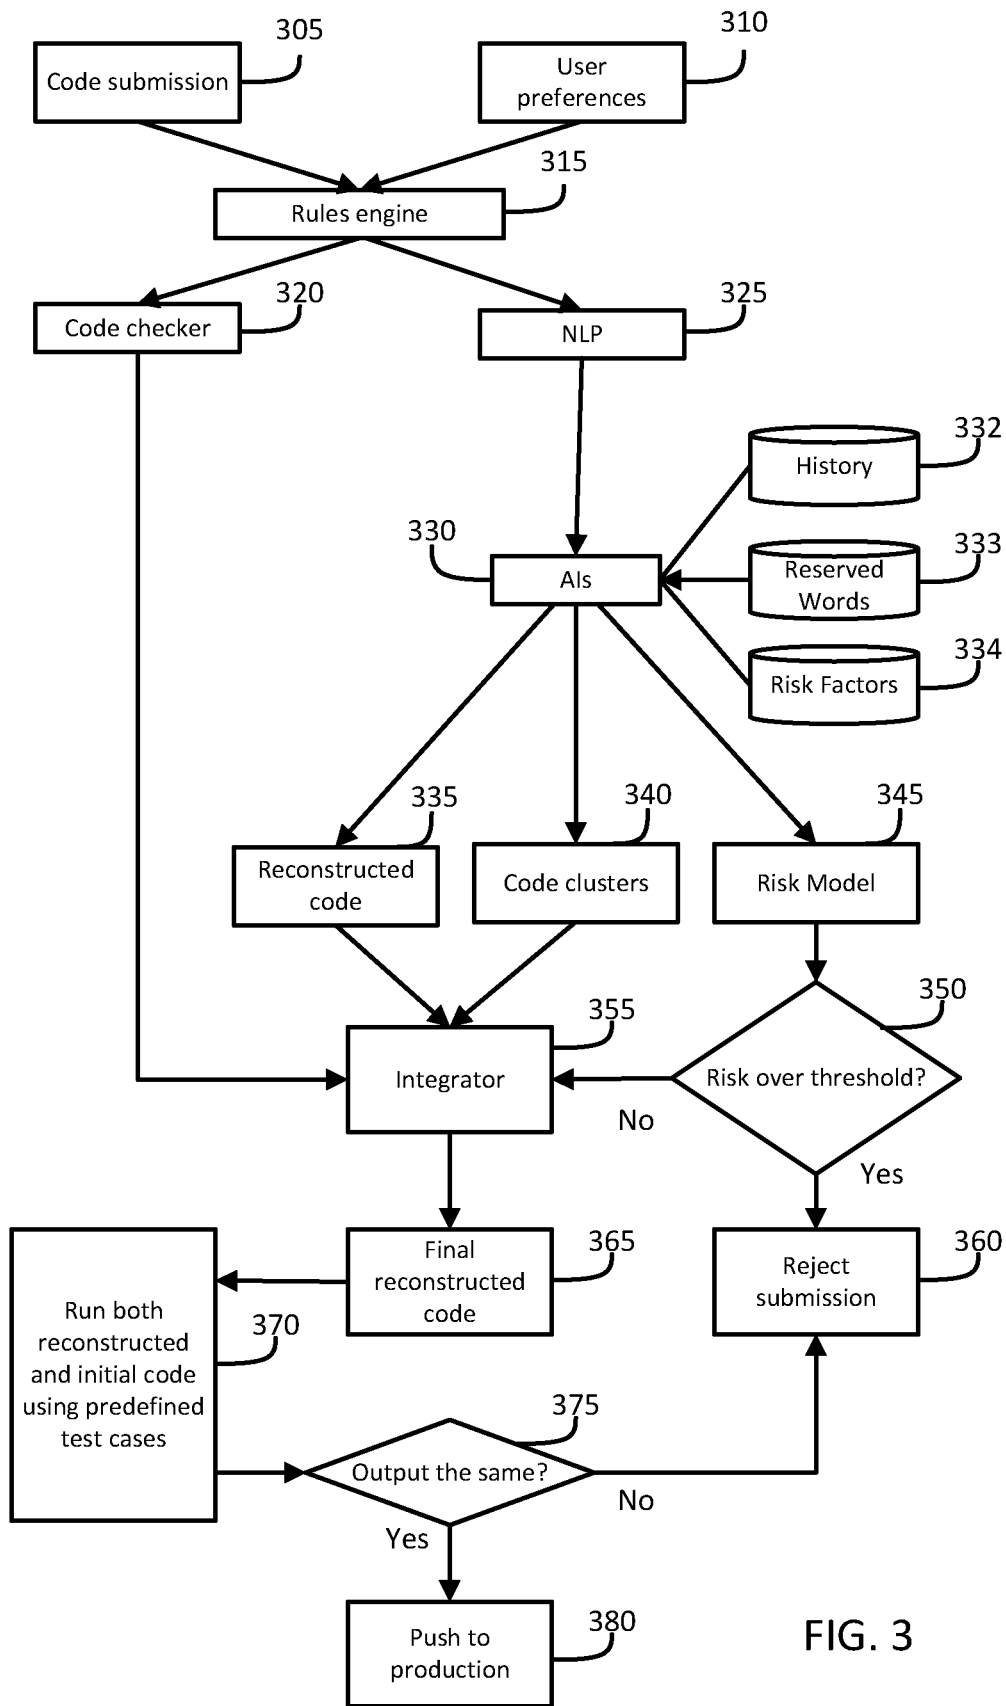 305
310
Code submission
User
preferences
315
Rules engine
320
325
Code checker
NLP
332
History
330
333
AIs
Reserved
Words
334
Risk Factors
335
340
345
Reconstructed
code
Code clusters
Risk Model
350
355
Integrator
Risk over threshold?
No
Yes
Final
reconstructed
code
365
Reject
submission
360
Run both
reconstructed
and initial code
using predefined
test cases
370
375
Output the same?
No
Yes
Push to
production
380
FIG. 3